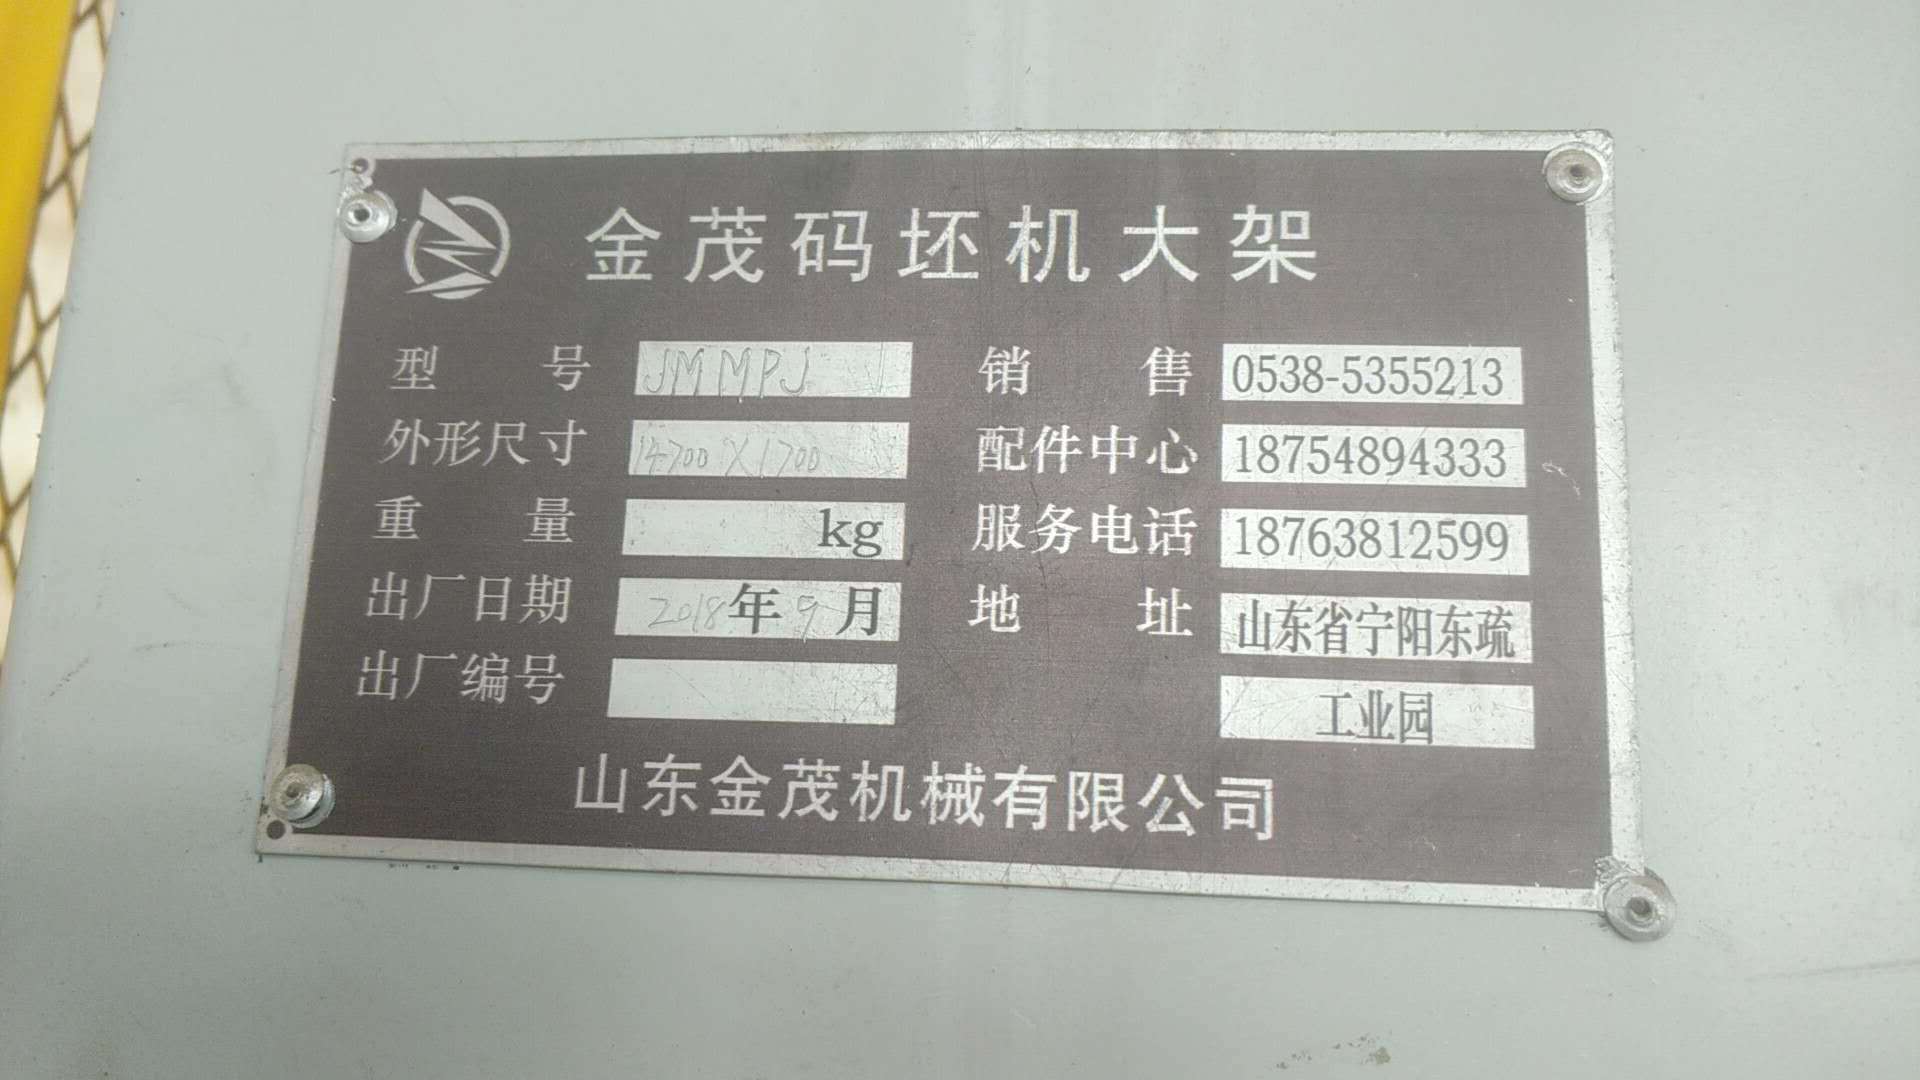 金茂码坯机大架
型号 JMMPJ 销售 0538-5355213
外形尺寸 14700X1700 配件中心 18754894333
重量 kg 服务电话 18763812599
出厂日期 2018年9月 地址 山东省宁阳东疏
出厂编号 工业园
山东金茂机械有限公司